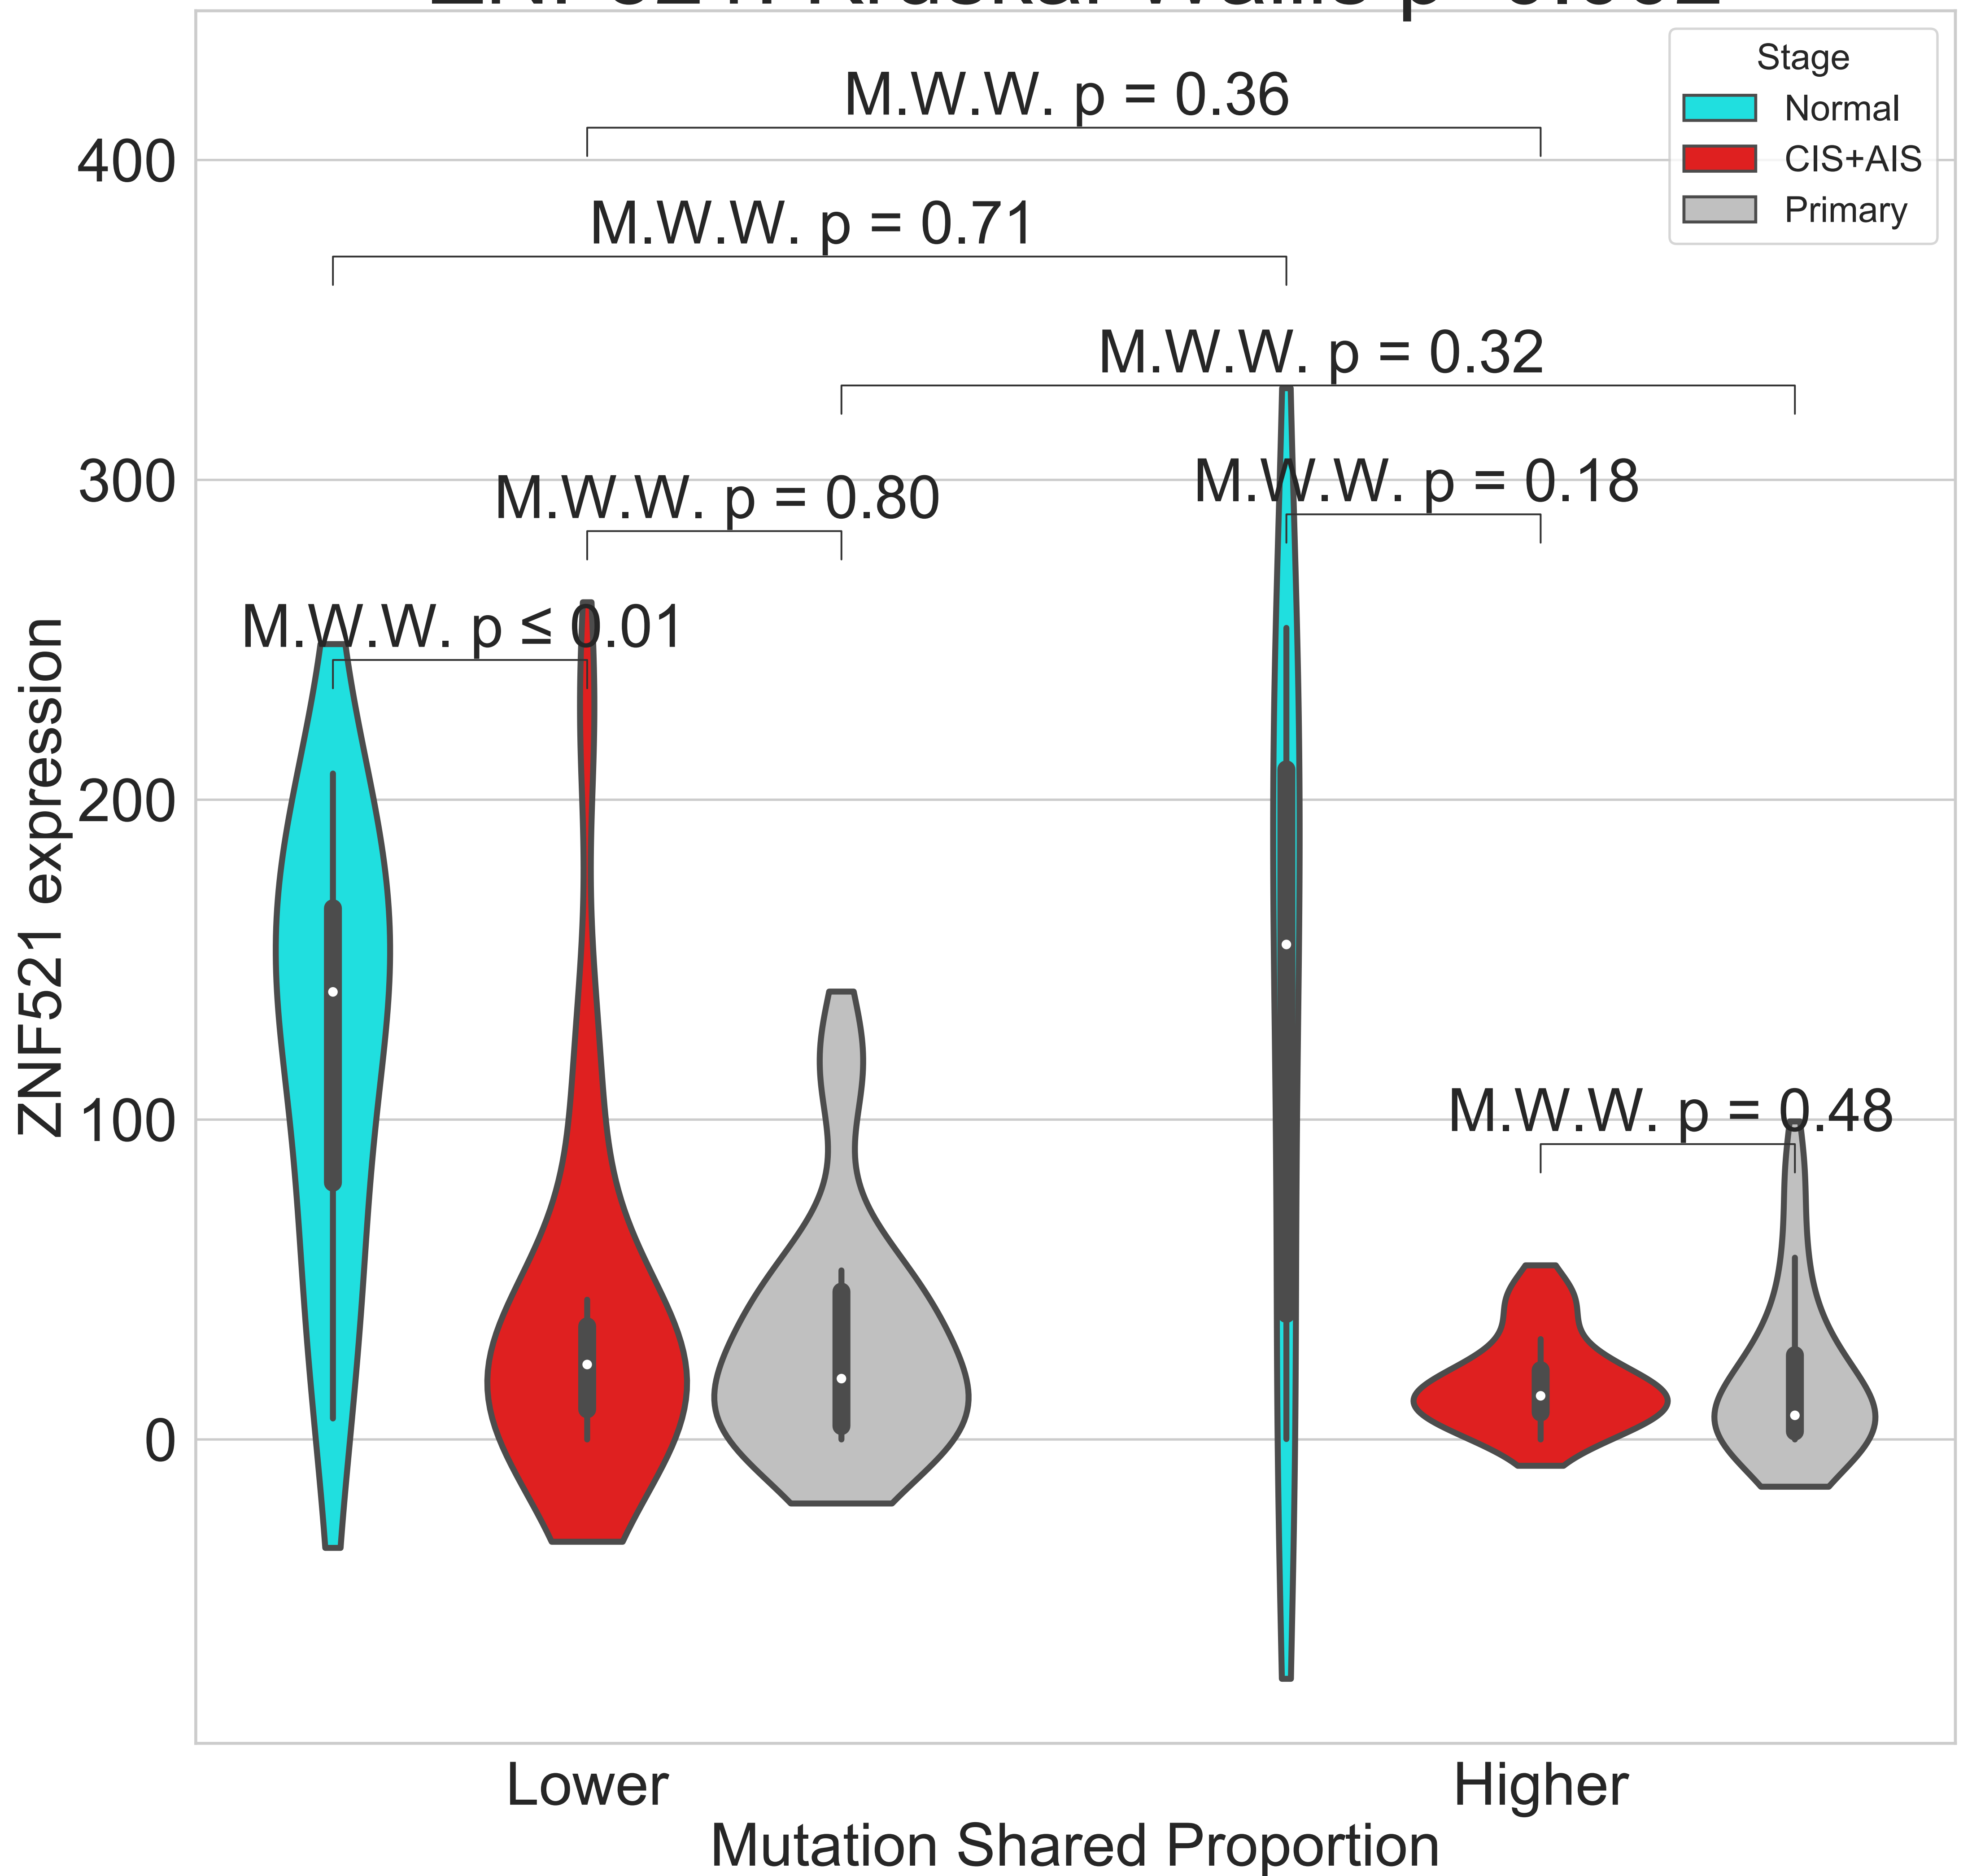 Stage
Normal
CIS+AIS
Primary
M.W.W. p = 0.36
M.W.W. p = 0.71
M.W.W. p = 0.32
M.W.W. p = 0.18
M.W.W. p = 0.80
M.W.W. p ≤ 0.01
M.W.W. p = 0.48
400
300
200
100
0
ZNF521 expression
Lower
Higher
Mutation Shared Proportion